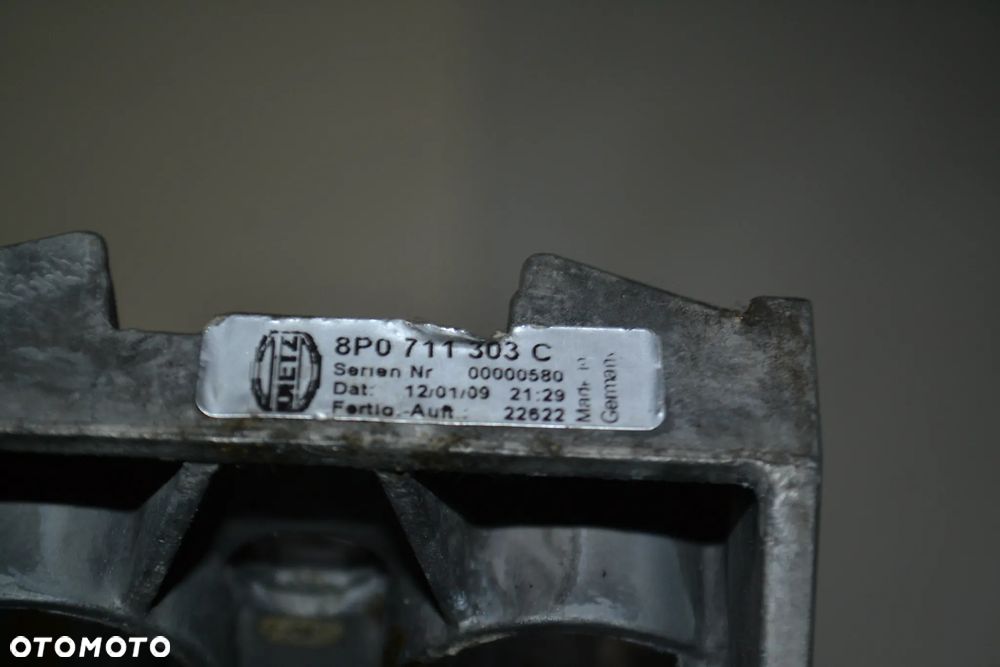 DIETZ
8P0 711 303 C
Serien Nr 00000580
Dat: 12/01/09 21:29
Fertig.-Auft.: 22622
Made in
Germany
OTOMOTO